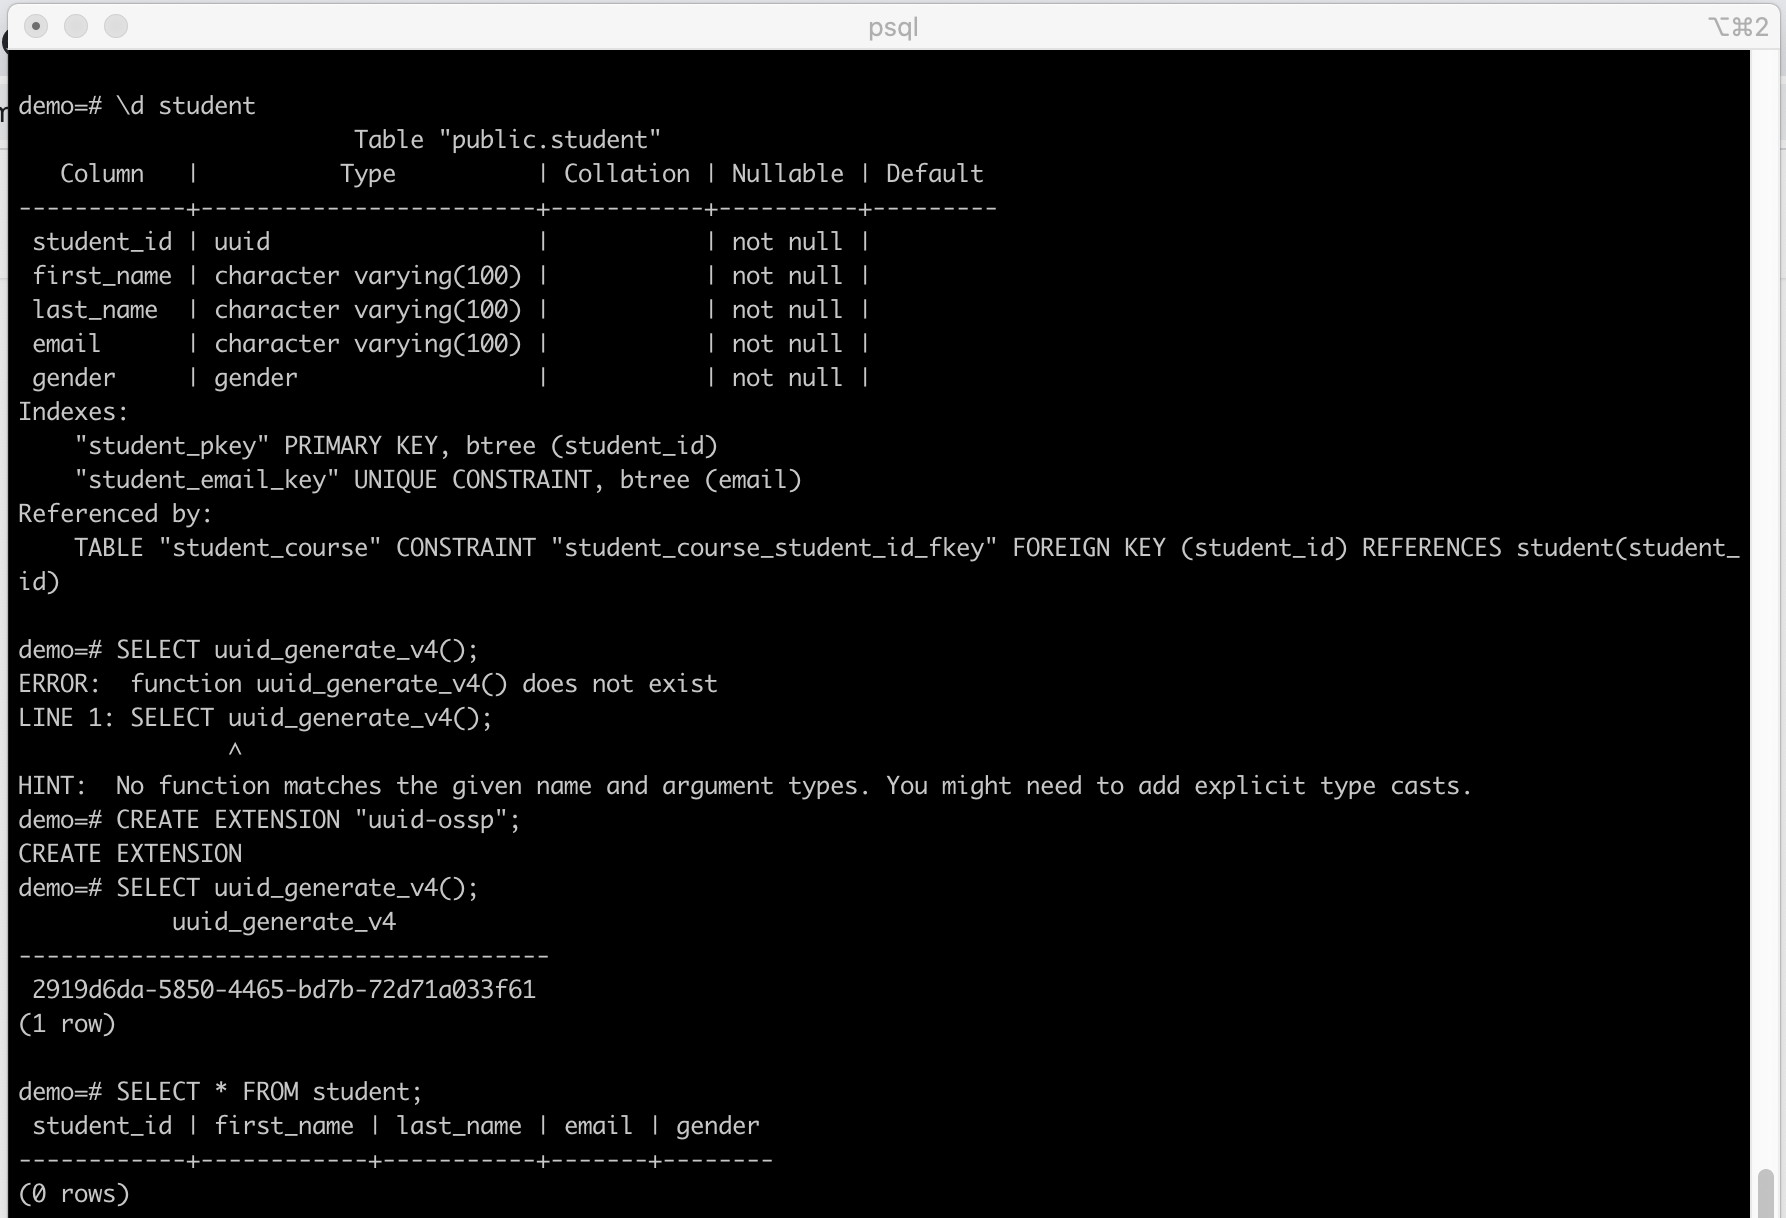 psql
⌥⌘2
demo=# \d student
                        Table "public.student"
   Column   |          Type          | Collation | Nullable | Default
------------+------------------------+-----------+----------+---------
 student_id | uuid                   |           | not null |
 first_name | character varying(100) |           | not null |
 last_name  | character varying(100) |           | not null |
 email      | character varying(100) |           | not null |
 gender     | gender                 |           | not null |
Indexes:
    "student_pkey" PRIMARY KEY, btree (student_id)
    "student_email_key" UNIQUE CONSTRAINT, btree (email)
Referenced by:
    TABLE "student_course" CONSTRAINT "student_course_student_id_fkey" FOREIGN KEY (student_id) REFERENCES student(student_
id)
demo=# SELECT uuid_generate_v4();
ERROR:  function uuid_generate_v4() does not exist
LINE 1: SELECT uuid_generate_v4();
               ^
HINT:  No function matches the given name and argument types. You might need to add explicit type casts.
demo=# CREATE EXTENSION "uuid-ossp";
CREATE EXTENSION
demo=# SELECT uuid_generate_v4();
           uuid_generate_v4
--------------------------------------
 2919d6da-5850-4465-bd7b-72d71a033f61
(1 row)
demo=# SELECT * FROM student;
 student_id | first_name | last_name | email | gender
------------+------------+-----------+-------+--------
(0 rows)